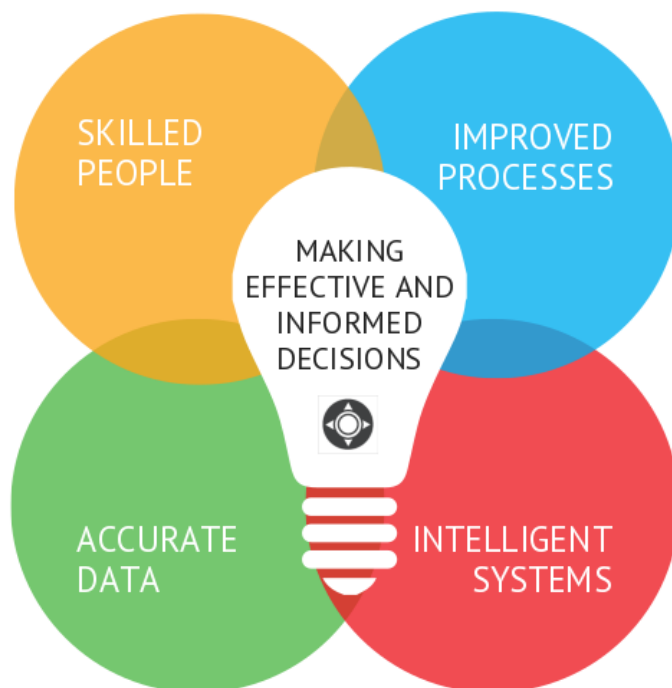 SKILLED
PEOPLE
IMPROVED
PROCESSES
MAKING
EFFECTIVE AND
INFORMED
DECISIONS
ACCURATE
DATA
INTELLIGENT
SYSTEMS